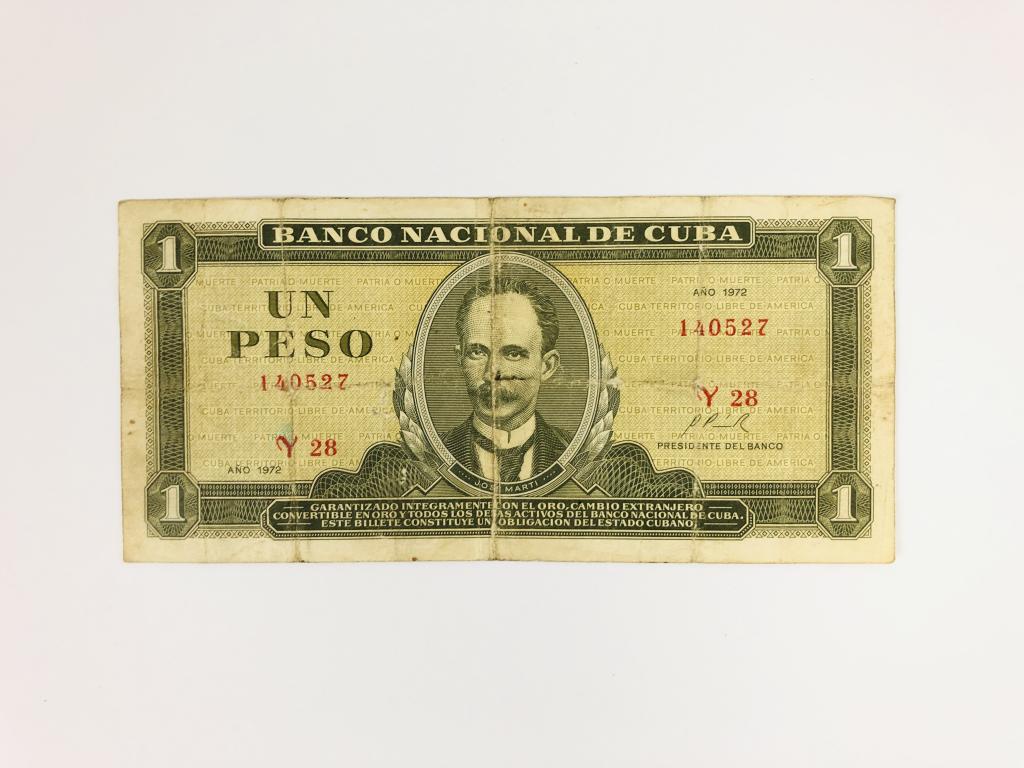 BANCO NACIONAL DE CUBA
1
1
UN
PESO
AÑO 1972
140527
140527
Y 28
Y 28
PRESIDENTE DEL BANCO
AÑO 1972
JOSE MARTI
PATRIA O MUERTE
CUBA TERRITORIO LIBRE DE AMERICA
1
1
GARANTIZADO INTEGRAMENTE CON EL ORO, CAMBIO EXTRANJERO
CONVERTIBLE EN ORO Y TODOS LOS DEMAS ACTIVOS DEL BANCO NACIONAL DE CUBA.
ESTE BILLETE CONSTITUYE UNA OBLIGACION DEL ESTADO CUBANO.